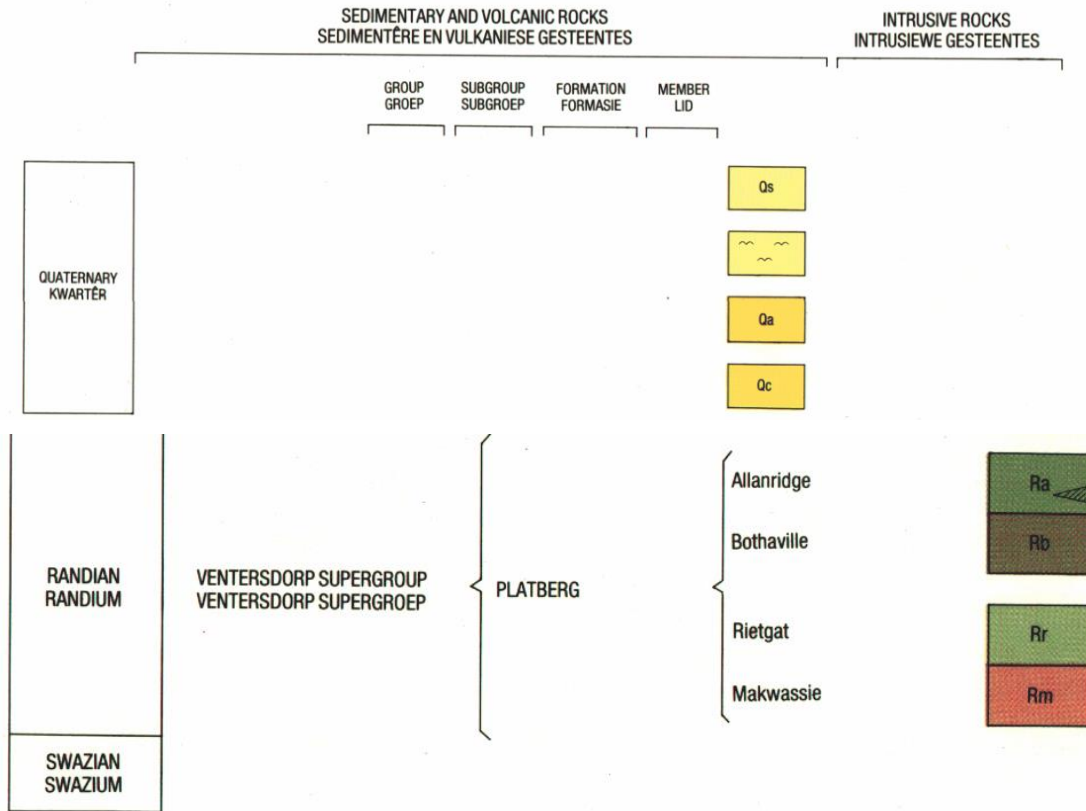 SEDIMENTARY AND VOLCANIC ROCKS
SEDIMENTÊRE EN VULKANIESE GESTEENTES
INTRUSIVE ROCKS
INTRUSIEWE GESTEENTES
GROUP
GROEP
SUBGROUP
SUBGROEP
FORMATION
FORMASIE
MEMBER
LID
QUATERNARY
KWARTÊR
Qs
Qa
Qc
RANDIAN
RANDIUM
VENTERSDORP SUPERGROUP
VENTERSDORP SUPERGROEP
PLATBERG
Allanridge
Ra
Bothaville
Rb
Rietgat
Rr
Makwassie
Rm
SWAZIAN
SWAZIUM